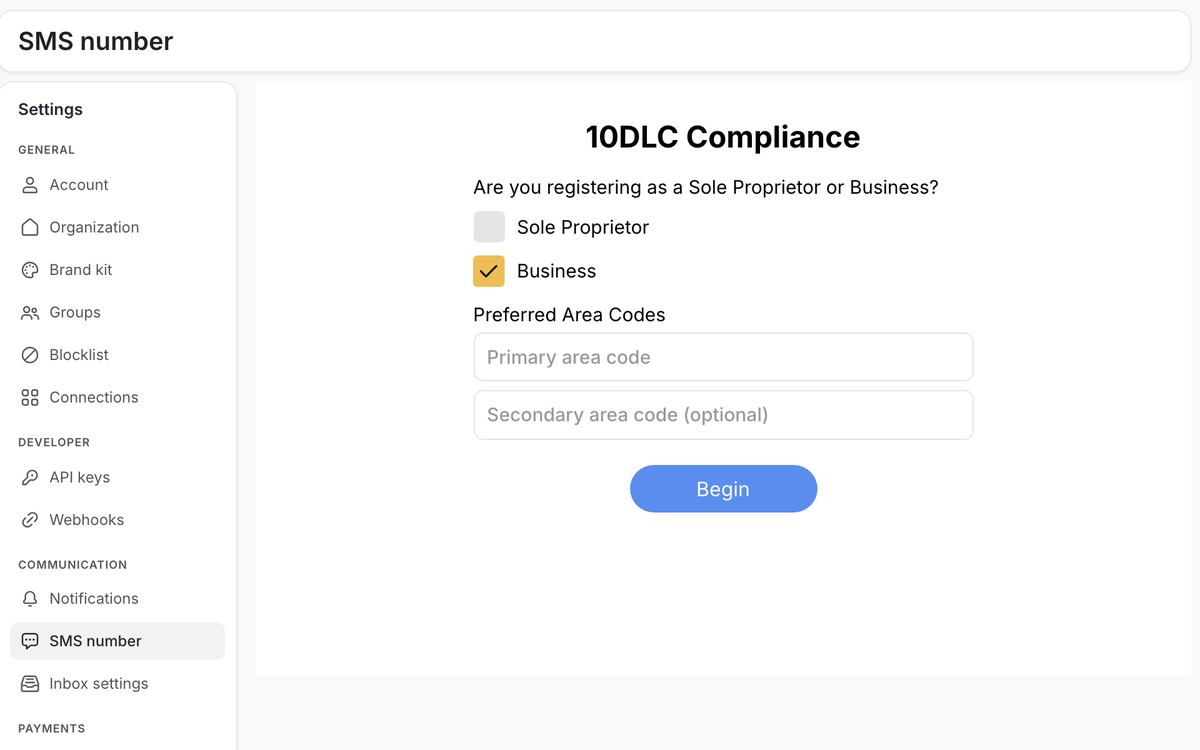 SMS number
Settings
GENERAL
Account
Organization
Brand kit
Groups
Blocklist
Connections
DEVELOPER
API keys
Webhooks
COMMUNICATION
Notifications
SMS number
Inbox settings
PAYMENTS
10DLC Compliance
Are you registering as a Sole Proprietor or Business?
Sole Proprietor
Business
Preferred Area Codes
Primary area code
Secondary area code (optional)
Begin